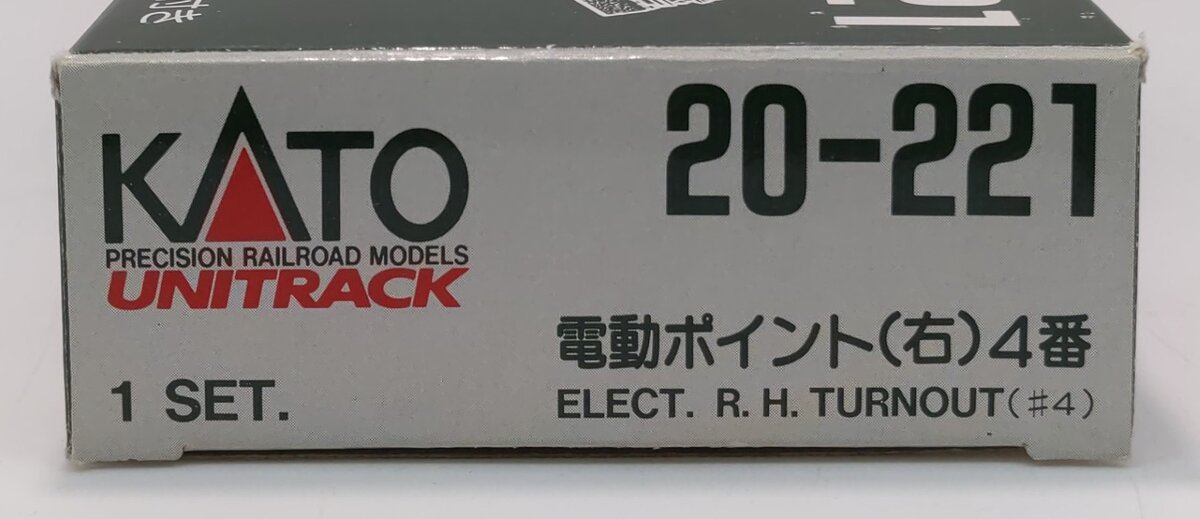 KATO
PRECISION RAILROAD MODELS
UNITRACK
1 SET.
20-221
電動ポイント(右)4番
ELECT. R. H. TURNOUT(#4)